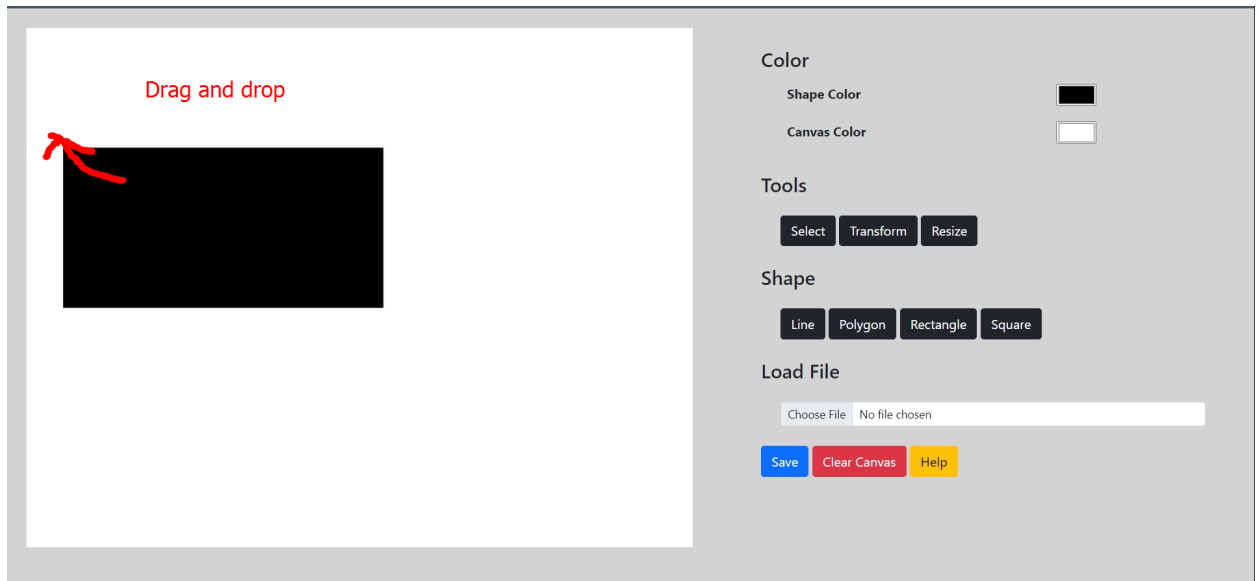 Drag and drop
Color
Shape Color
Canvas Color
Tools
Select Transform Resize
Shape
Line Polygon Rectangle Square
Load File
Choose File No file chosen
Save Clear Canvas Help